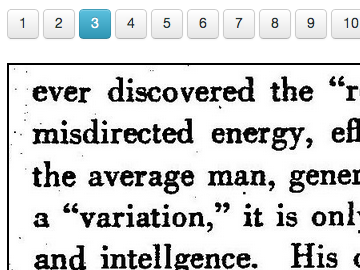 1 2 3 4 5 6 7 8 9 10
ever discovered the “r
misdirected energy, eff
the average man, gener
a “variation,” it is only
and intellgence. His